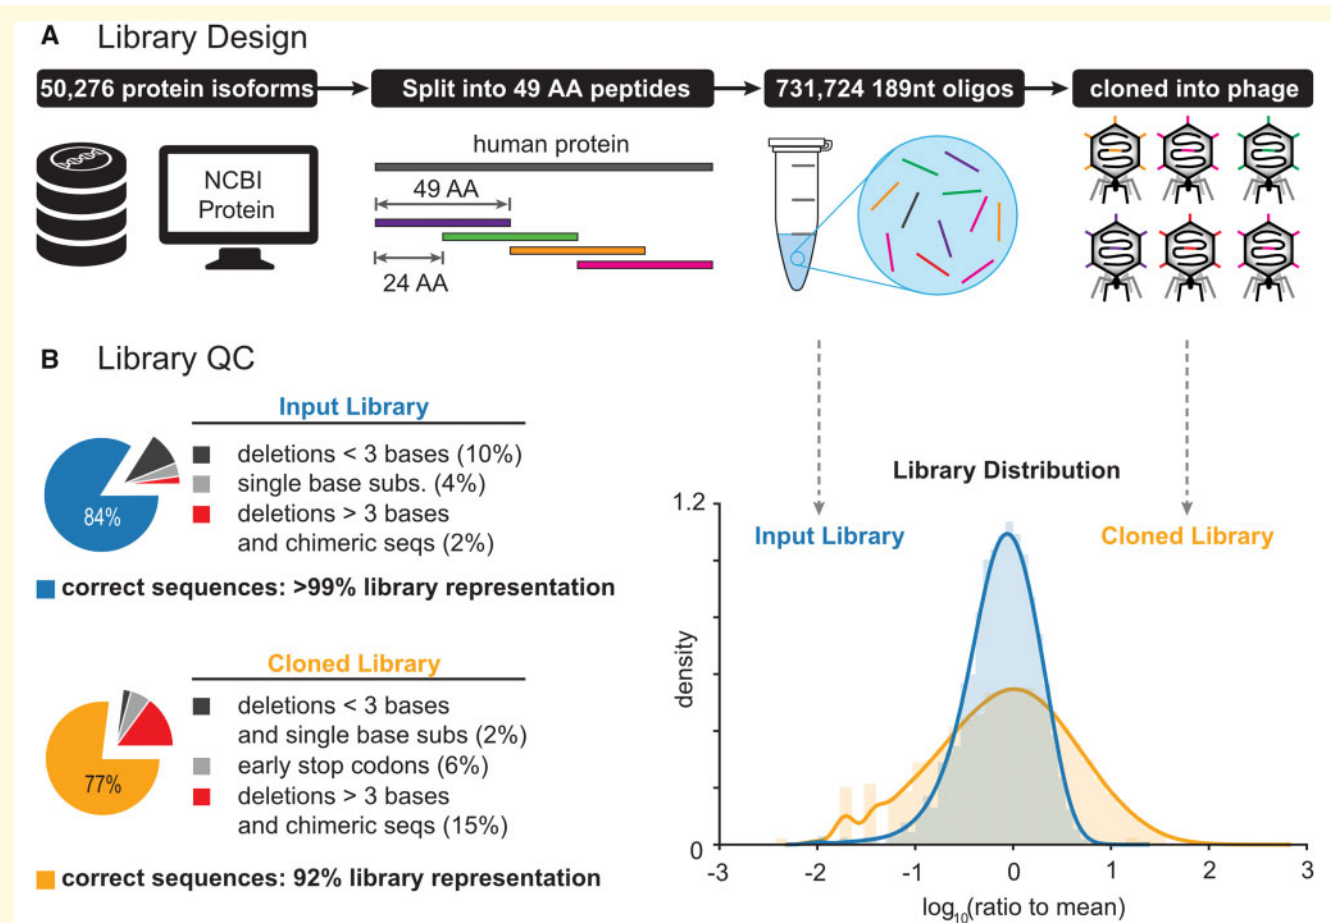 A Library Design
50,276 protein isoforms
Split into 49 AA peptides
731,724 189nt oligos
cloned into phage
NCBI
Protein
human protein
49 AA
24 AA
B Library QC
Input Library
84%
deletions < 3 bases (10%)
single base subs. (4%)
deletions > 3 bases
and chimeric seqs (2%)
correct sequences: >99% library representation
Cloned Library
77%
deletions < 3 bases
and single base subs (2%)
early stop codons (6%)
deletions > 3 bases
and chimeric seqs (15%)
correct sequences: 92% library representation
Library Distribution
1.2
Input Library
Cloned Library
density
0
-3 -2 -1 0 1 2 3
log10(ratio to mean)